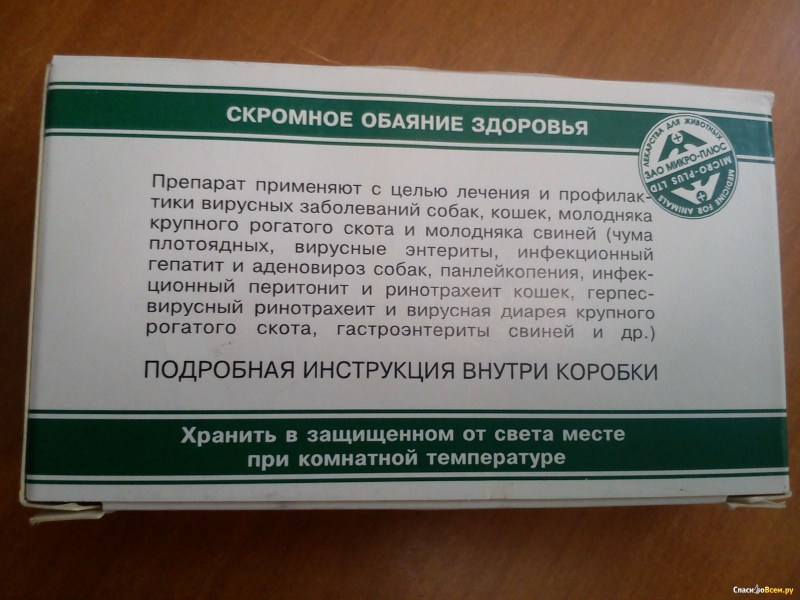 СКРОМНОЕ ОБАЯНИЕ ЗДОРОВЬЯ
ЛЕКАРСТВА ДЛЯ ЖИВОТНЫХ
ЗАО МИКРО-ПЛЮС
MICRO-PLUS LTD
MEDICINE FOR ANIMALS
Препарат применяют с целью лечения и профилак-
тики вирусных заболеваний собак, кошек, молодняка
крупного рогатого скота и молодняка свиней (чума
плотоядных, вирусные энтериты, инфекционный
гепатит и аденовироз собак, панлейкопения, инфек-
ционный перитонит и ринотрахеит кошек, герпес-
вирусный ринотрахеит и вирусная диарея крупного
рогатого скота, гастроэнтериты свиней и др.)
ПОДРОБНАЯ ИНСТРУКЦИЯ ВНУТРИ КОРОБКИ
Хранить в защищенном от света месте
при комнатной температуре
СпасибоВсем.ру